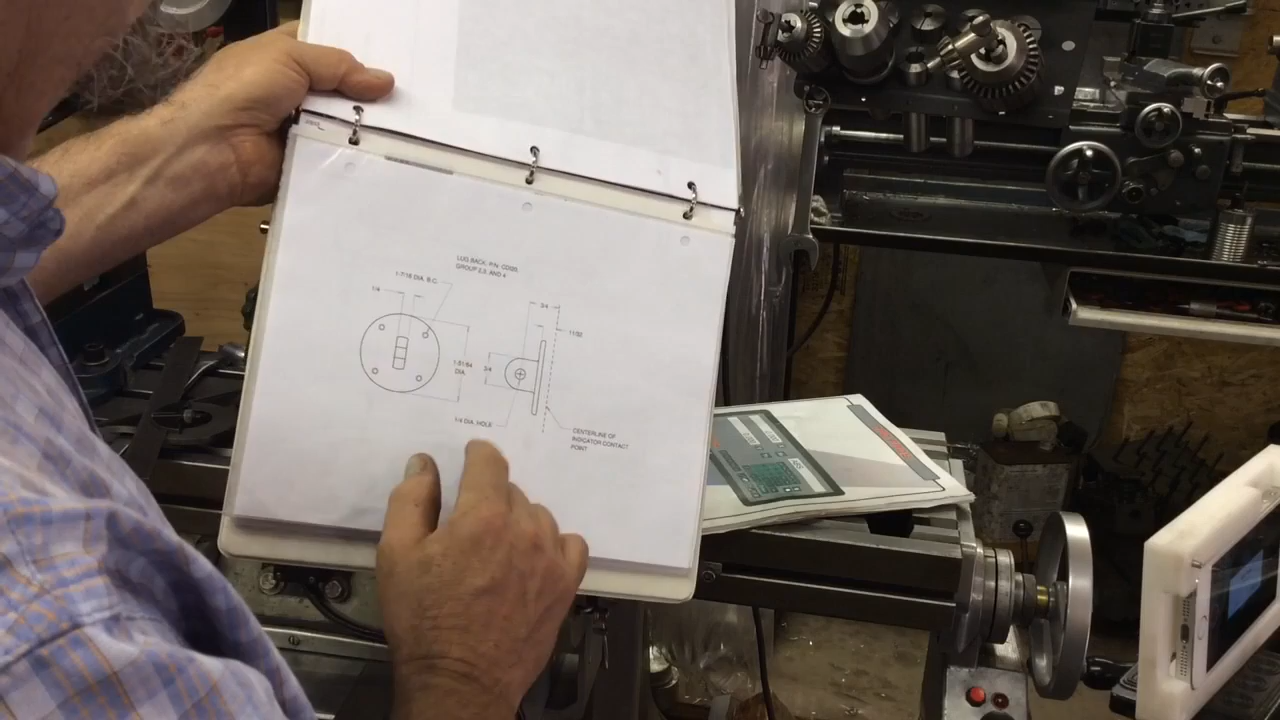 LUG BACK, P/N CD320,
GROUP 2,3, AND 4
1-7/16 DIA. B.C.
1/4
3/4
11/32
1-31/64
DIA.
3/4
1/4 DIA. HOLE
CENTERLINE OF
INDICATOR CONTACT
POINT